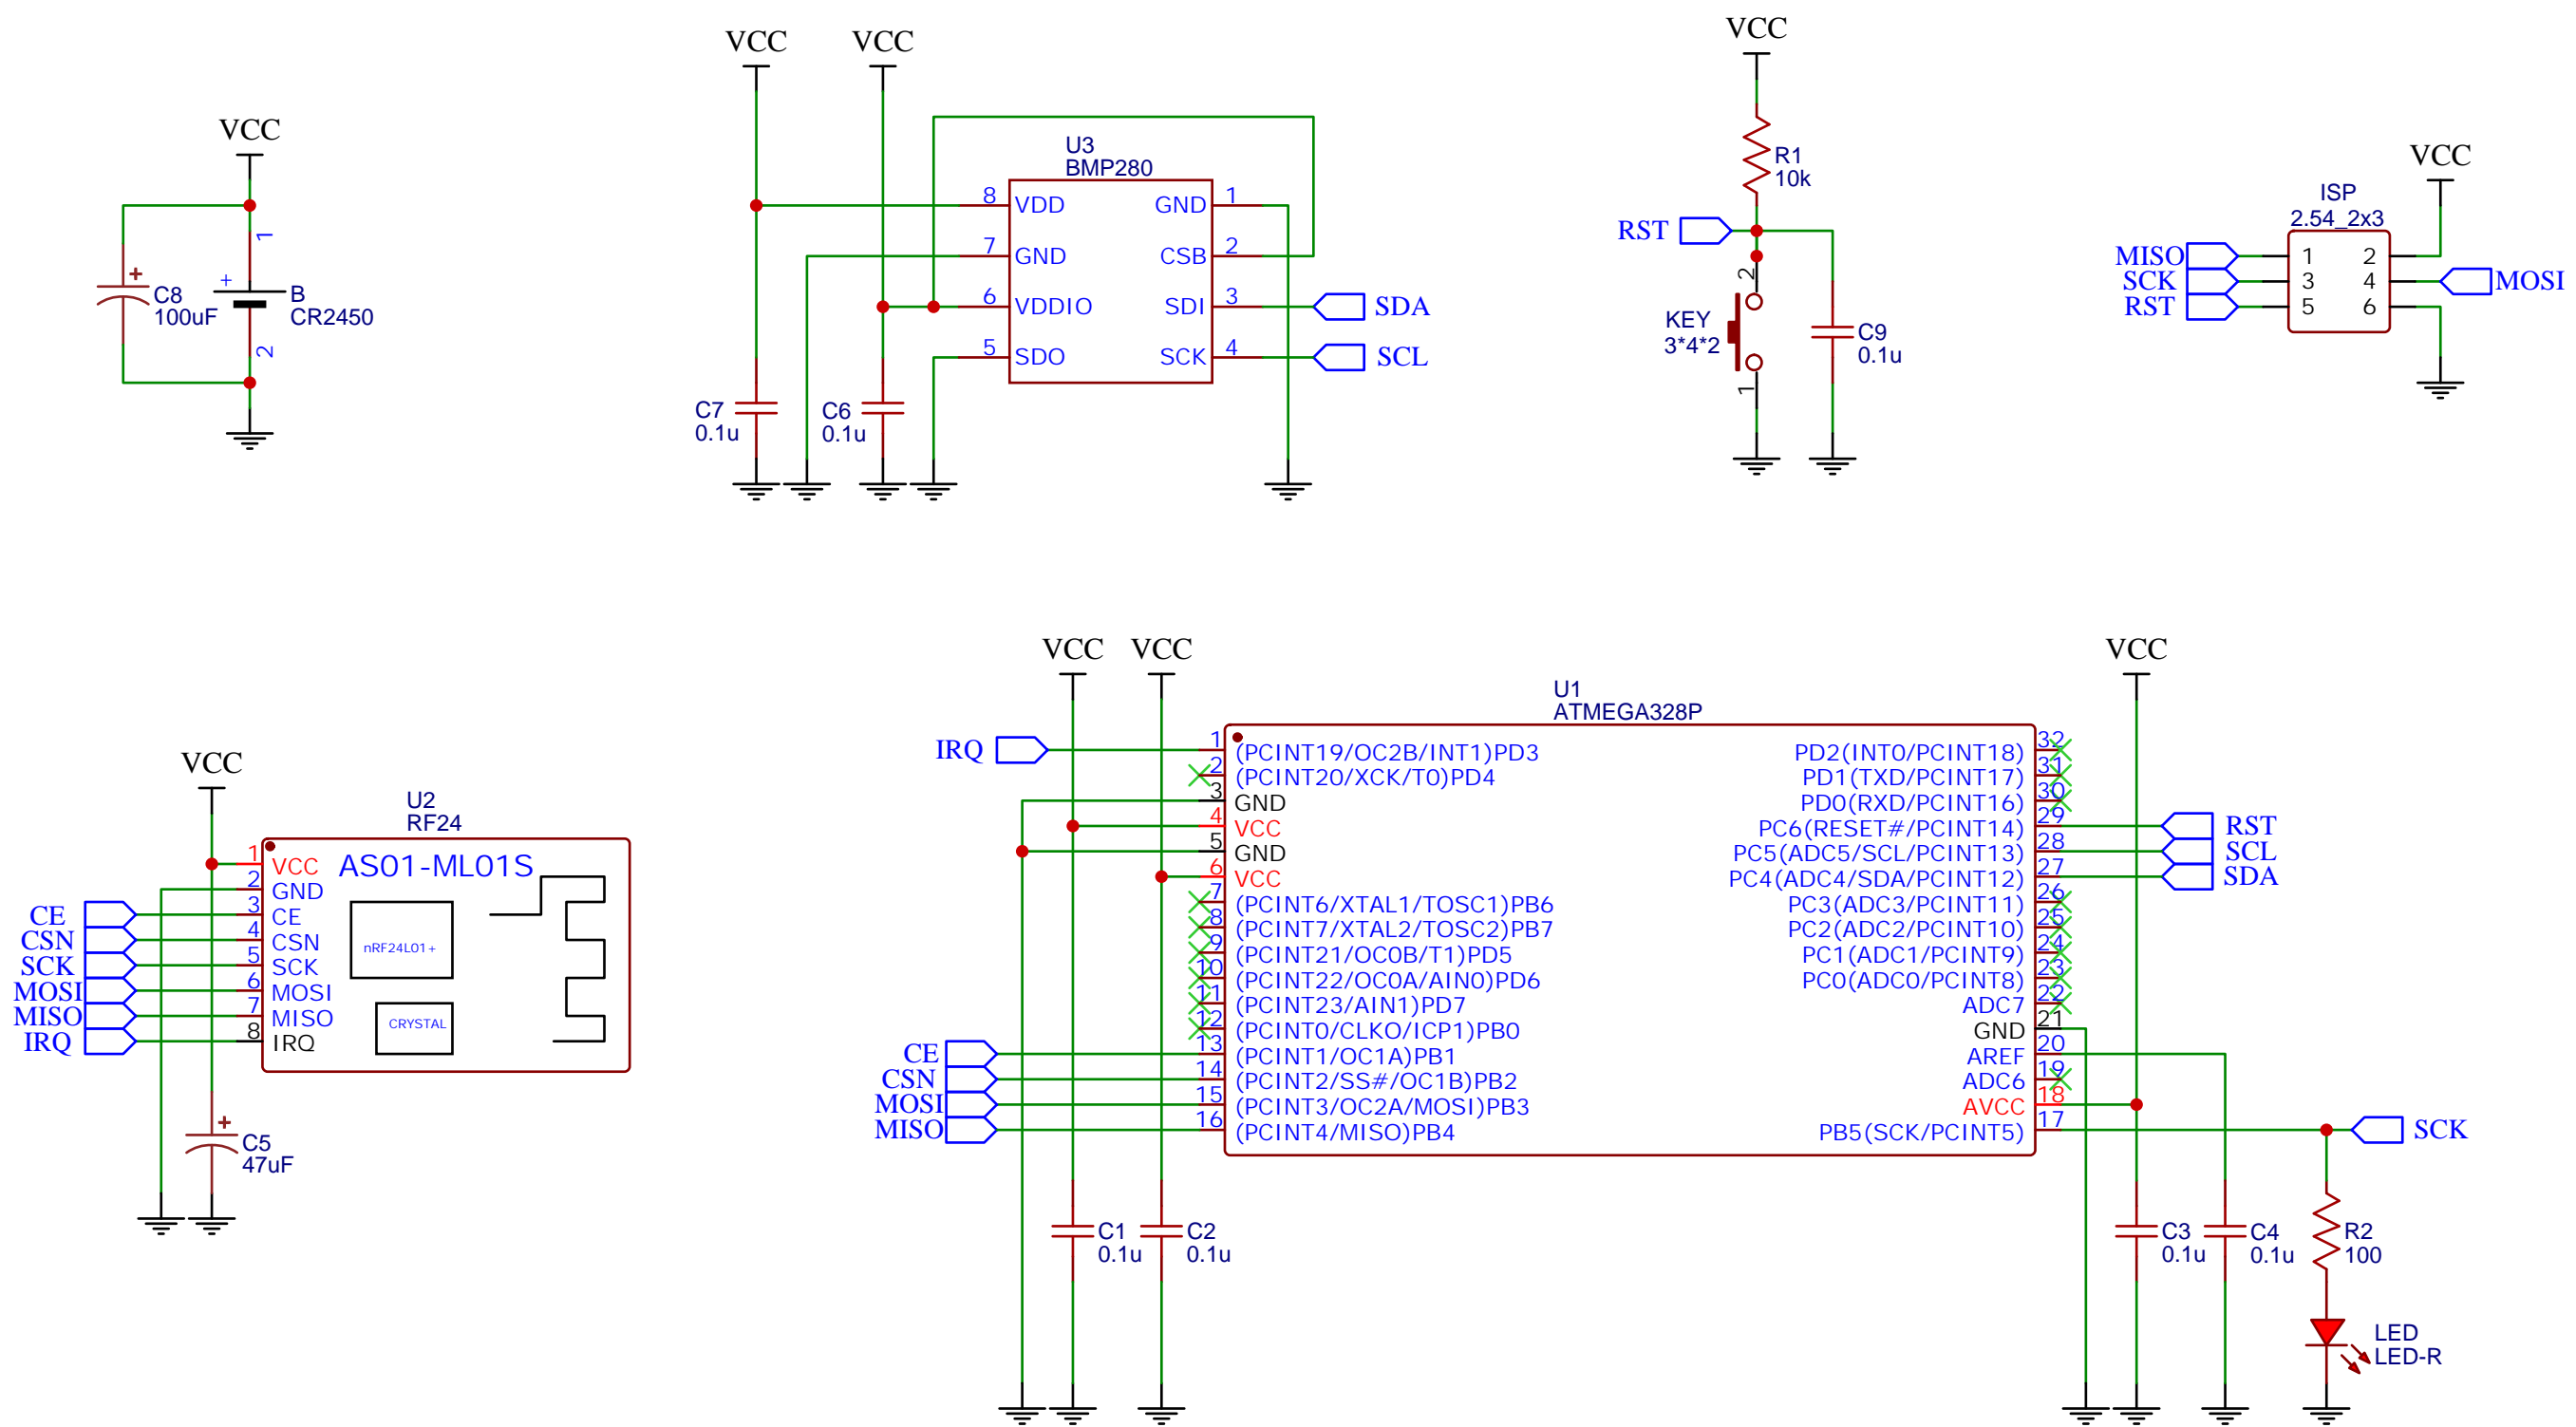 VCC
C8
100uF
+
1
+
B
CR2450
2
VCC
VCC
U3
BMP280
8
VDD
7
GND
6
VDDIO
5
SDO
GND
1
CSB
2
SDI
3
SDA
SCK
4
SCL
C7
0.1u
C6
0.1u
VCC
R1
10k
RST
2
KEY
3*4*2
1
C9
0.1u
VCC
ISP
2.54_2x3
MISO
1
2
SCK
3
4
MOSI
RST
5
6
VCC
U2
RF24
AS01-ML01S
1
VCC
2
GND
CE
3
CE
CSN
4
CSN
SCK
5
SCK
MOSI
6
MOSI
MISO
7
MISO
IRQ
8
IRQ
nRF24L01+
CRYSTAL
+
C5
47uF
VCC
VCC
VCC
U1
ATMEGA328P
IRQ
1
(PCINT19/OC2B/INT1)PD3
2
(PCINT20/XCK/T0)PD4
3
GND
4
VCC
5
GND
6
VCC
7
(PCINT6/XTAL1/TOSC1)PB6
8
(PCINT7/XTAL2/TOSC2)PB7
9
(PCINT21/OC0B/T1)PD5
10
(PCINT22/OC0A/AIN0)PD6
11
(PCINT23/AIN1)PD7
12
(PCINT0/CLKO/ICP1)PB0
CE
13
(PCINT1/OC1A)PB1
CSN
14
(PCINT2/SS#/OC1B)PB2
MOSI
15
(PCINT3/OC2A/MOSI)PB3
MISO
16
(PCINT4/MISO)PB4
PD2(INT0/PCINT18)
32
PD1(TXD/PCINT17)
31
PD0(RXD/PCINT16)
30
PC6(RESET#/PCINT14)
29
RST
PC5(ADC5/SCL/PCINT13)
28
SCL
PC4(ADC4/SDA/PCINT12)
27
SDA
PC3(ADC3/PCINT11)
26
PC2(ADC2/PCINT10)
25
PC1(ADC1/PCINT9)
24
PC0(ADC0/PCINT8)
23
ADC7
22
GND
21
AREF
20
ADC6
19
AVCC
18
PB5(SCK/PCINT5)
17
SCK
C1
0.1u
C2
0.1u
C3
0.1u
C4
0.1u
R2
100
LED
LED-R